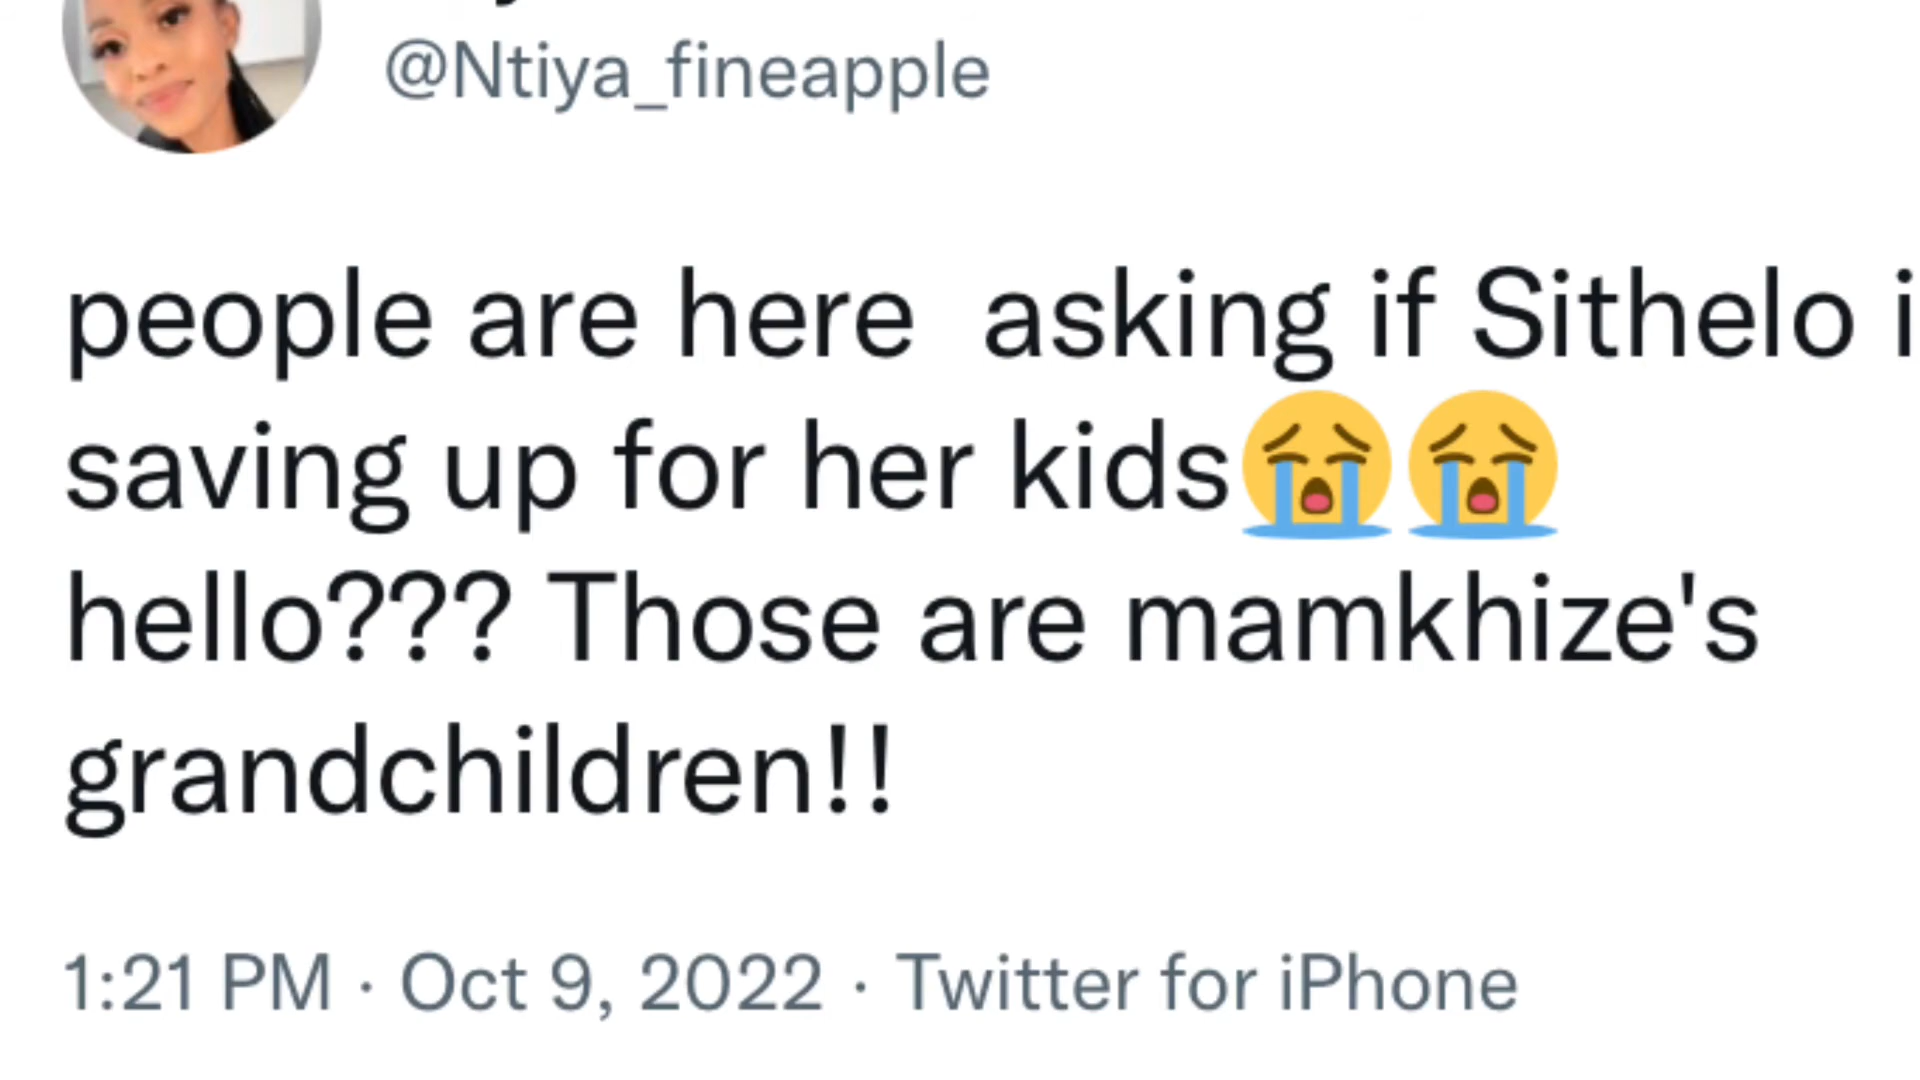 @Ntiya_fineapple
people are here  asking if Sithelo i
saving up for her kids😭😭
hello??? Those are mamkhize's
grandchildren!!
1:21 PM · Oct 9, 2022 · Twitter for iPhone